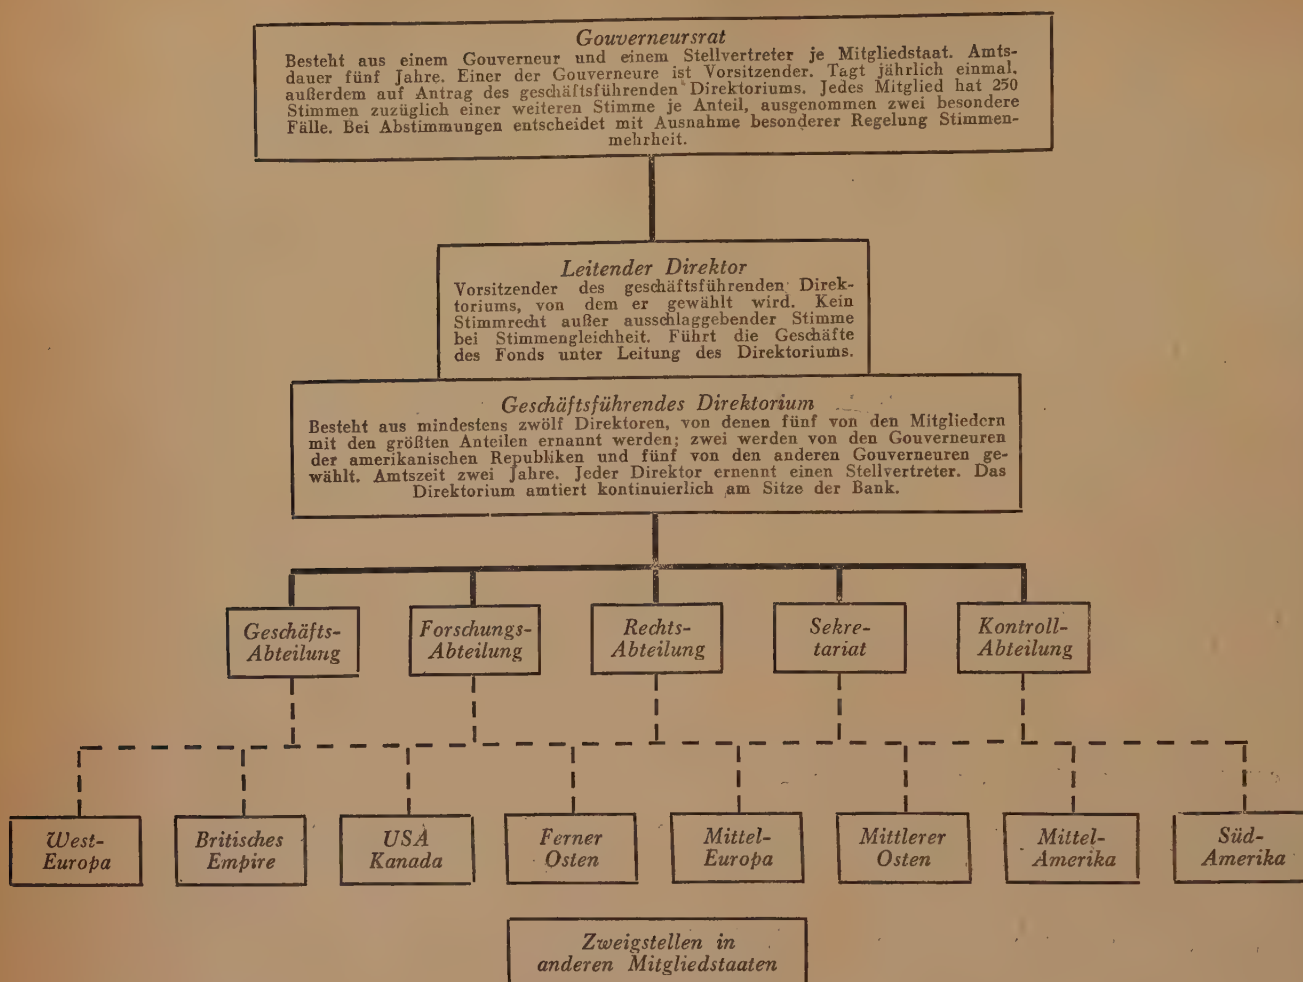 Gouverneursrat
Besteht aus einem Gouverneur und einem Stellvertreter je Mitgliedstaat. Amts-
dauer fünf Jahre. Einer der Gouverneure ist Vorsitzender. Tagt jährlich einmal,
außerdem auf Antrag des geschäftsführenden Direktoriums. Jedes Mitglied hat 250
Stimmen zuzüglich einer weiteren Stimme je Anteil, ausgenommen zwei besondere
Fälle. Bei Abstimmungen entscheidet mit Ausnahme besonderer Regelung Stimmen-
mehrheit.
Leitender Direktor
Vorsitzender des geschäftsführenden Direk-
toriums, von dem er gewählt wird. Kein
Stimmrecht außer ausschlaggebender Stimme
bei Stimmengleichheit. Führt die Geschäfte
des Fonds unter Leitung des Direktoriums.
Geschäftsführendes Direktorium
Besteht aus mindestens zwölf Direktoren, von denen fünf von den Mitgliedern
mit den größten Anteilen ernannt werden; zwei werden von den Gouverneuren
der amerikanischen Republiken und fünf von den anderen Gouverneuren ge-
wählt. Amtszeit zwei Jahre. Jeder Direktor ernennt einen Stellvertreter. Das
Direktorium amtiert kontinuierlich am Sitze der Bank.
Geschäfts-
Abteilung
Forschungs-
Abteilung
Rechts-
Abteilung
Sekre-
tariat
Kontroll-
Abteilung
West-
Europa
Britisches
Empire
USA
Kanada
Ferner
Osten
Mittel-
Europa
Mittlerer
Osten
Mittel-
Amerika
Süd-
Amerika
Zweigstellen in
anderen Mitgliedstaaten